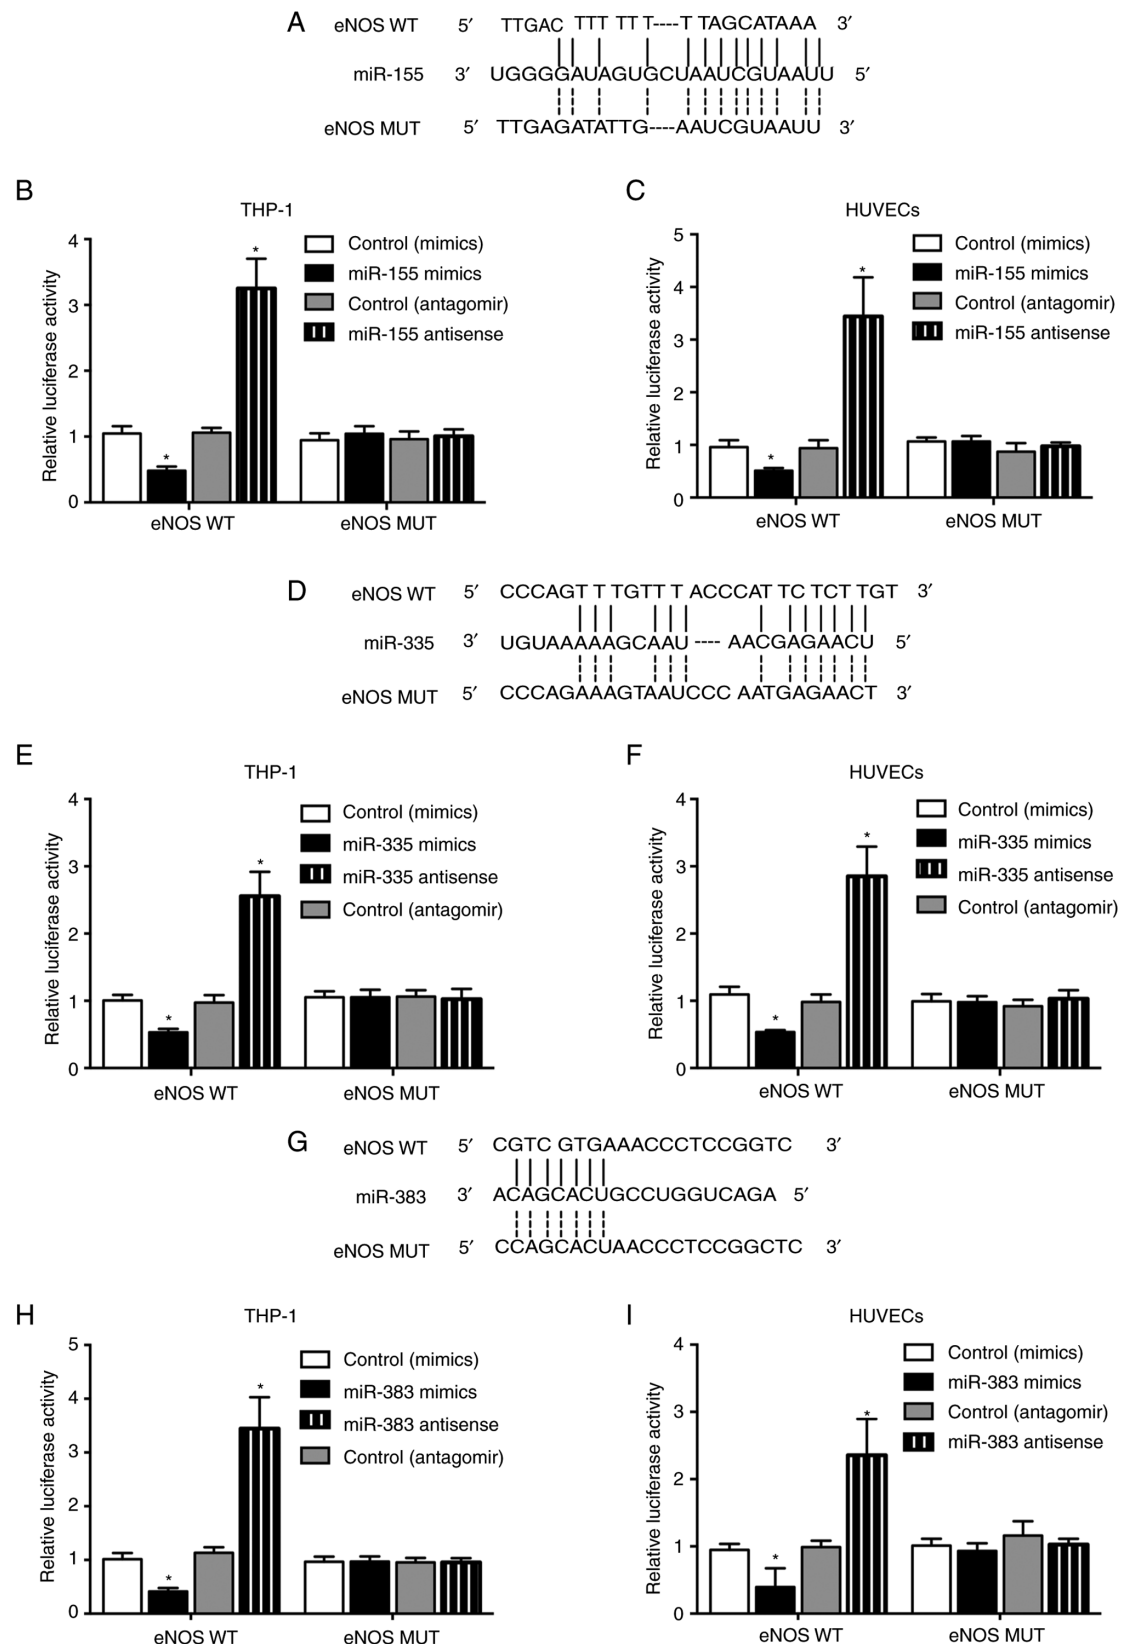 A
eNOS WT 5′ TTGAC TTT TT T----T TAGCATAAA 3′
miR-155 3′ UGGGGAUAGUGCUAAUCGUAAUU 5′
eNOS MUT 5′ TTGAGATATTG----AAUCGUAAUU 3′
B
THP-1
Relative luciferase activity
4
3
2
1
0
*
*
Control (mimics)
miR-155 mimics
Control (antagomir)
miR-155 antisense
eNOS WT eNOS MUT
C
HUVECs
Relative luciferase activity
5
4
3
2
1
0
*
*
Control (mimics)
miR-155 mimics
Control (antagomir)
miR-155 antisense
eNOS WT eNOS MUT
D
eNOS WT 5′ CCCAGT T TGTT T ACCCAT TC TCT TGT 3′
miR-335 3′ UGUAAAAAGCAAU ---- AACGAGAACU 5′
eNOS MUT 5′ CCCAGAAAGTAAUCCC AATGAGAACT 3′
E
THP-1
Relative luciferase activity
4
3
2
1
0
*
*
Control (mimics)
miR-335 mimics
miR-335 antisense
Control (antagomir)
eNOS WT eNOS MUT
F
HUVECs
Relative luciferase activity
4
3
2
1
0
*
*
Control (mimics)
miR-335 mimics
miR-335 antisense
Control (antagomir)
eNOS WT eNOS MUT
G
eNOS WT 5′ CGTC GTGAAACCCTCCGGTC 3′
miR-383 3′ ACAGCACUGCCUGGUCAGA 5′
eNOS MUT 5′ CCAGCACUAACCCTCCGGCTC 3′
H
THP-1
Relative luciferase activity
5
4
3
2
1
0
*
*
Control (mimics)
miR-383 mimics
miR-383 antisense
Control (antagomir)
eNOS WT eNOS MUT
I
HUVECs
Relative luciferase activity
4
3
2
1
0
*
*
Control (mimics)
miR-383 mimics
Control (antagomir)
miR-383 antisense
eNOS WT eNOS MUT